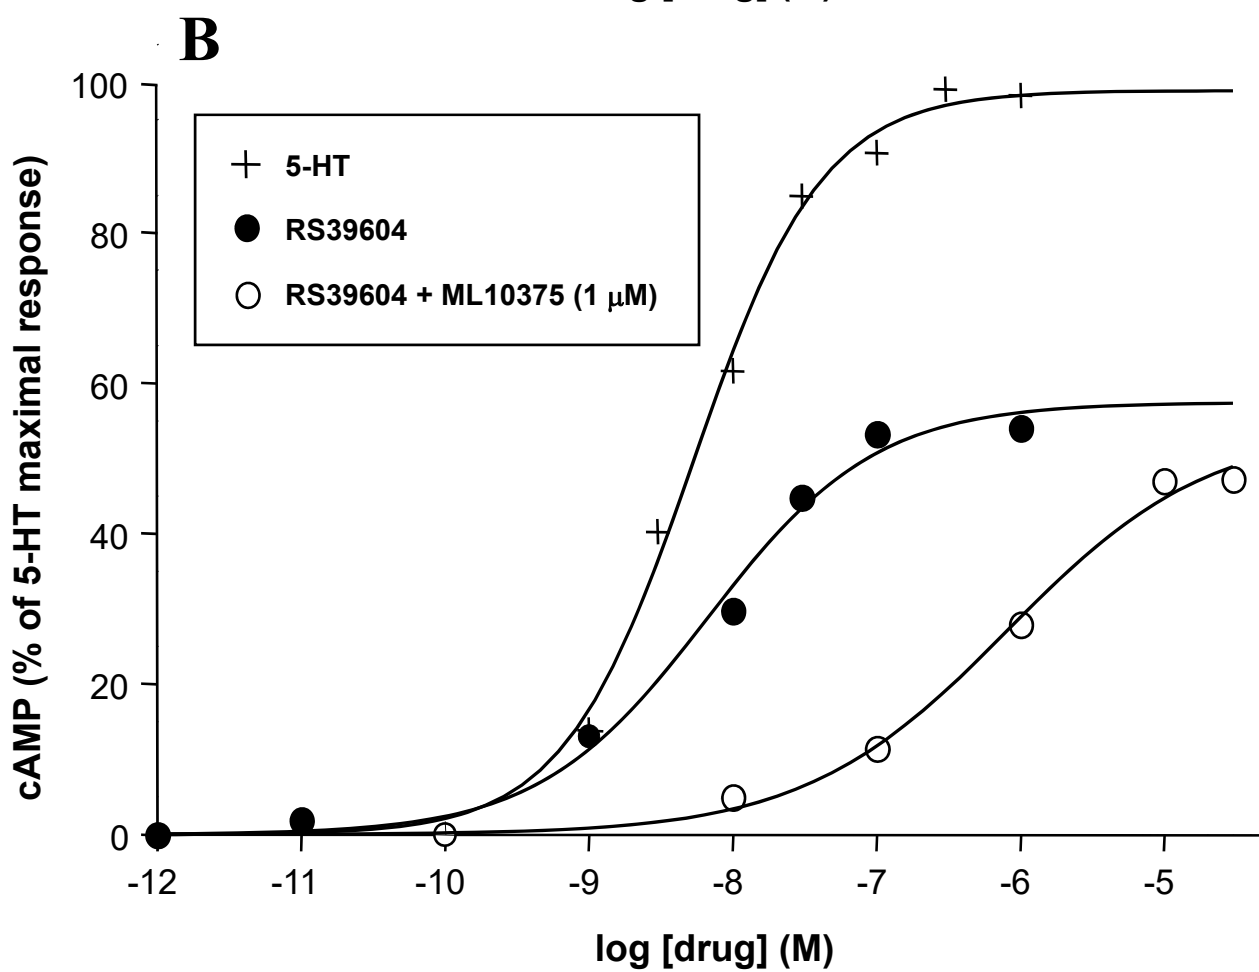 B
100
80
60
40
20
0
cAMP (% of 5-HT maximal response)
5-HT
RS39604
RS39604 + ML10375 (1 μM)
-12 -11 -10 -9 -8 -7 -6 -5
log [drug] (M)